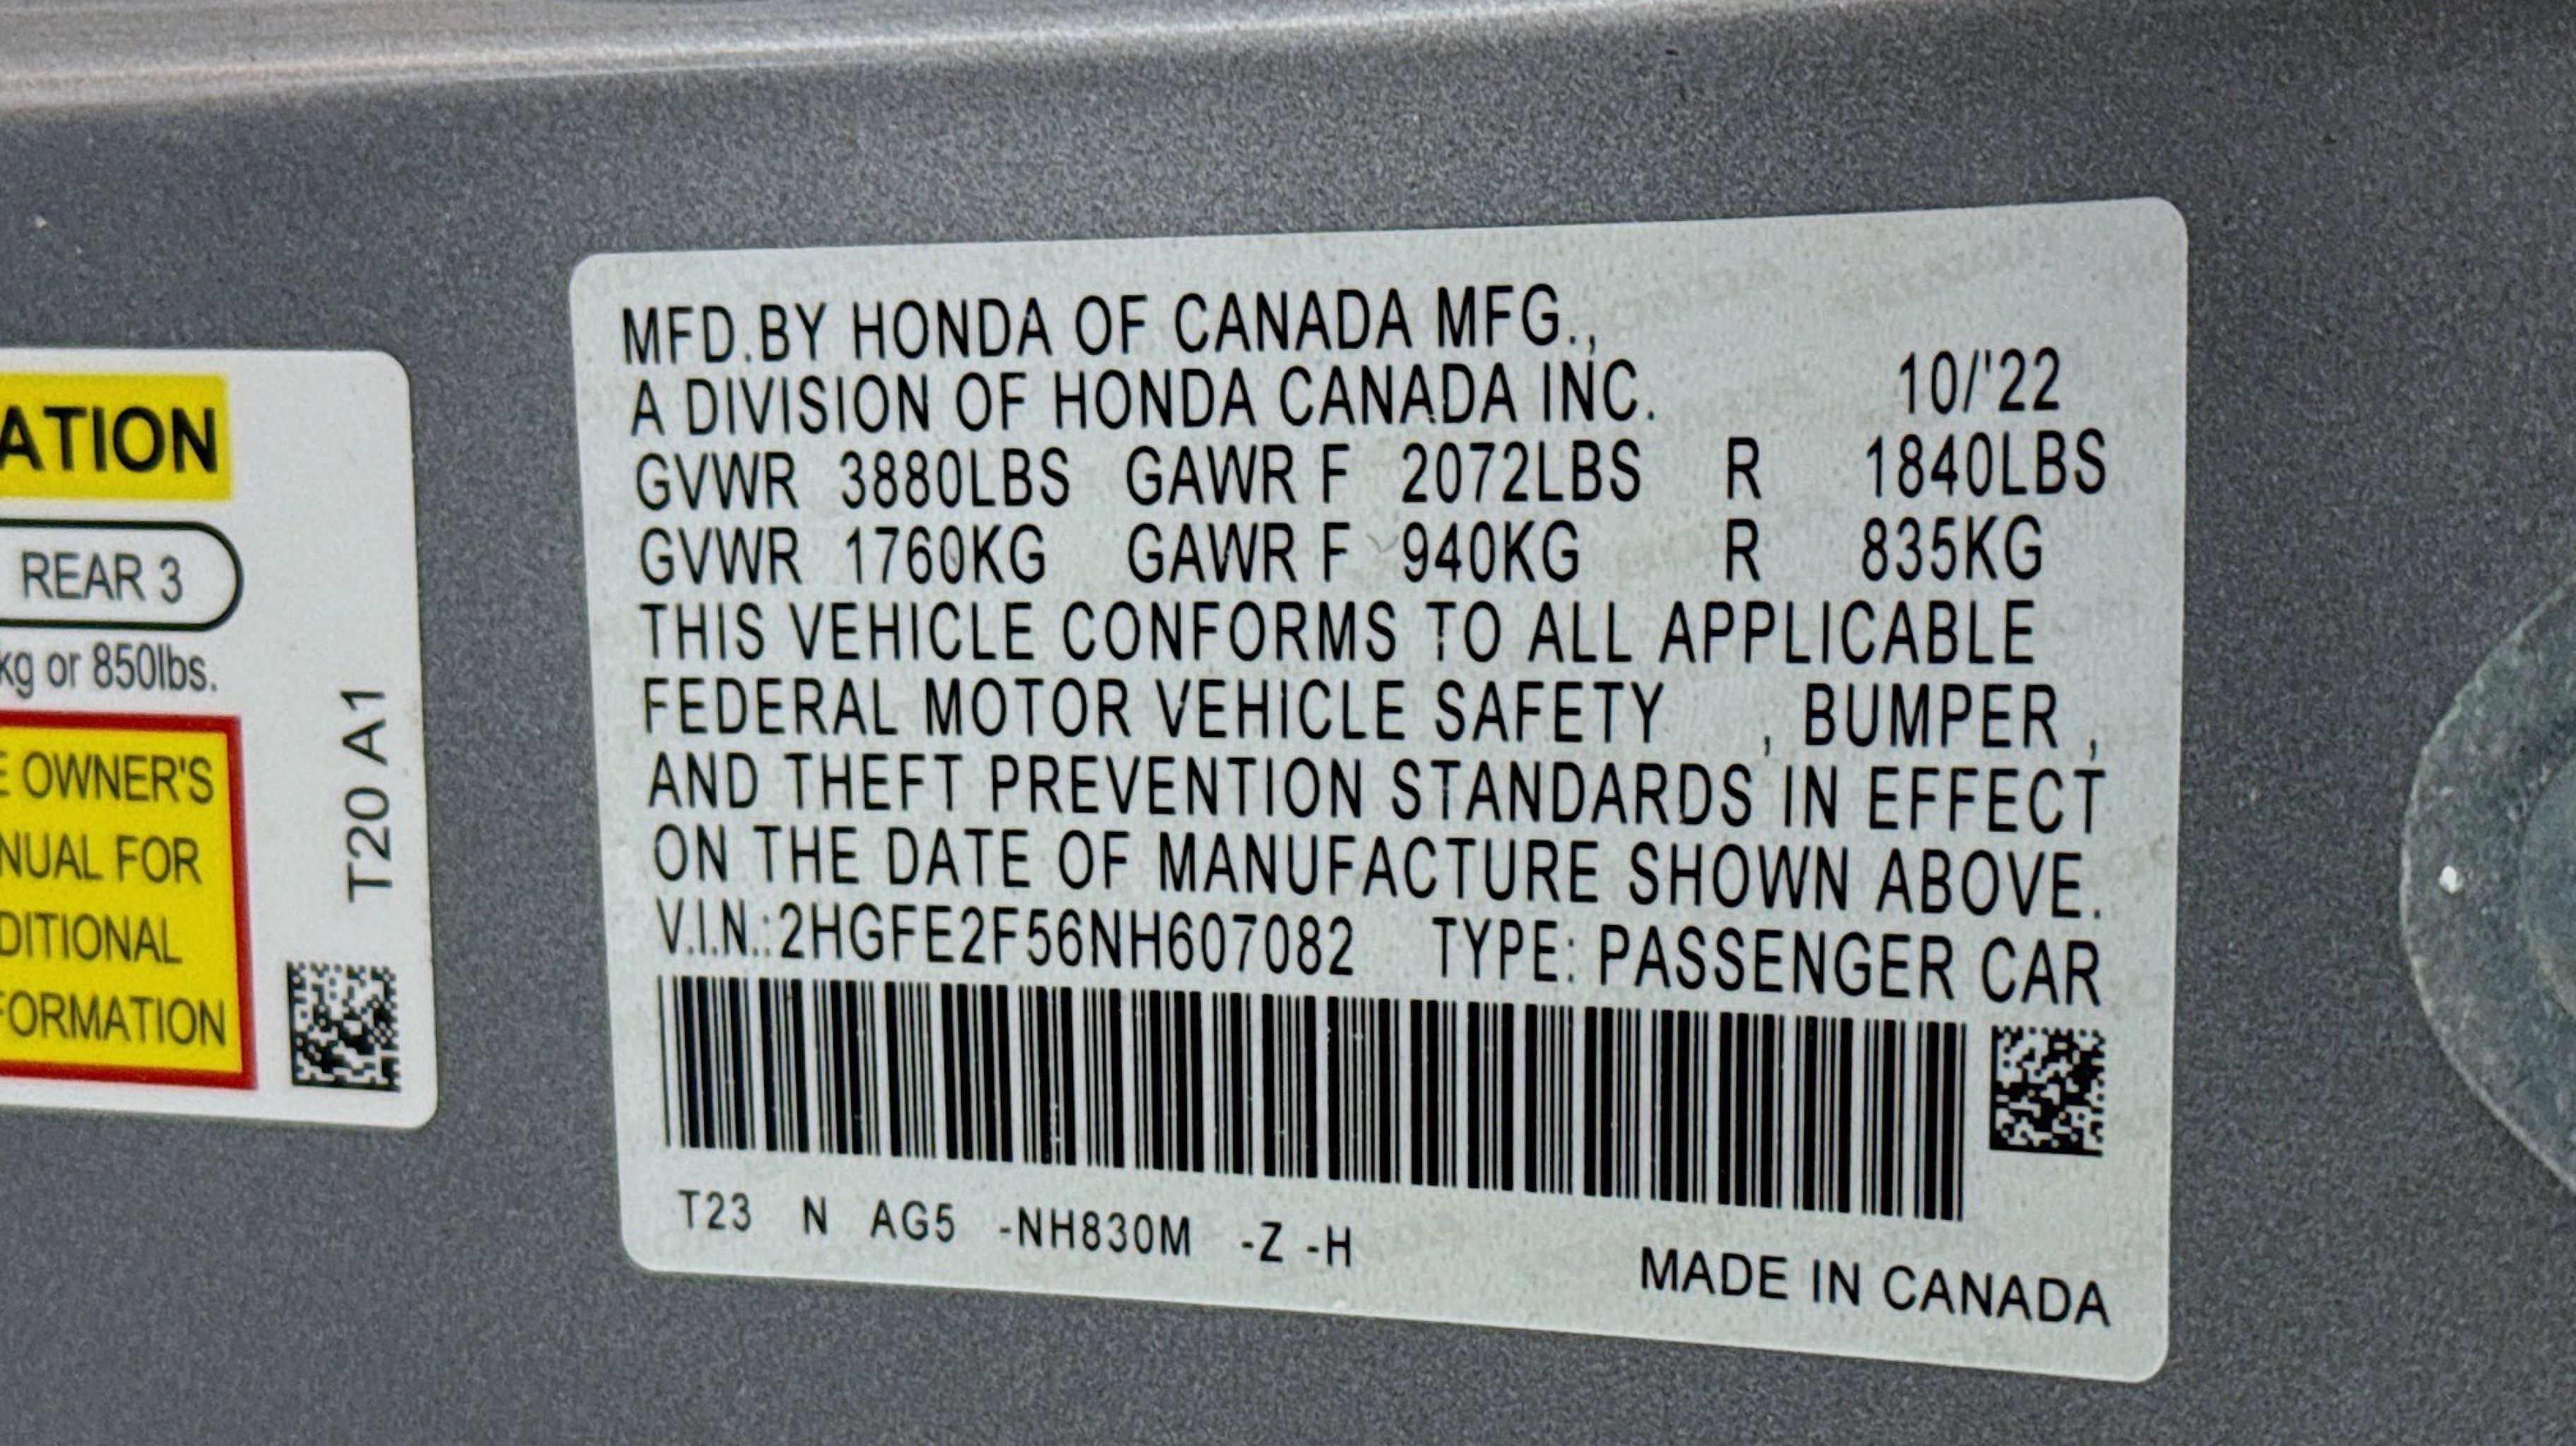 ATION
REAR 3
kg or 850lbs.
E OWNER'S
NUAL FOR
DITIONAL
FORMATION
T20 A1
MFD.BY HONDA OF CANADA MFG.,
A DIVISION OF HONDA CANADA INC. 10/'22
GVWR 3880LBS GAWR F 2072LBS R 1840LBS
GVWR 1760KG GAWR F 940KG R 835KG
THIS VEHICLE CONFORMS TO ALL APPLICABLE
FEDERAL MOTOR VEHICLE SAFETY , BUMPER ,
AND THEFT PREVENTION STANDARDS IN EFFECT
ON THE DATE OF MANUFACTURE SHOWN ABOVE.
V.I.N.:2HGFE2F56NH607082 TYPE: PASSENGER CAR
T23 N AG5 -NH830M -Z -H
MADE IN CANADA